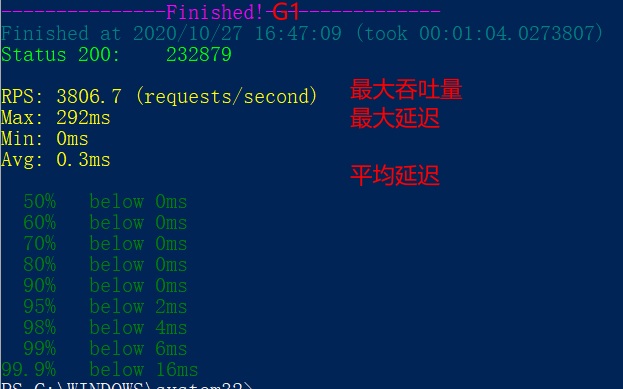 ---------------Finished!-G1--------------
Finished at 2020/10/27 16:47:09 (took 00:01:04.0273807)
Status 200:    232879
RPS: 3806.7 (requests/second) 最大吞吐量
Max: 292ms 最大延迟
Min: 0ms
Avg: 0.3ms 平均延迟
50%   below 0ms
60%   below 0ms
70%   below 0ms
80%   below 0ms
90%   below 0ms
95%   below 2ms
98%   below 4ms
99%   below 6ms
99.9%   below 16ms
PS C:\WINDOWS\system32>